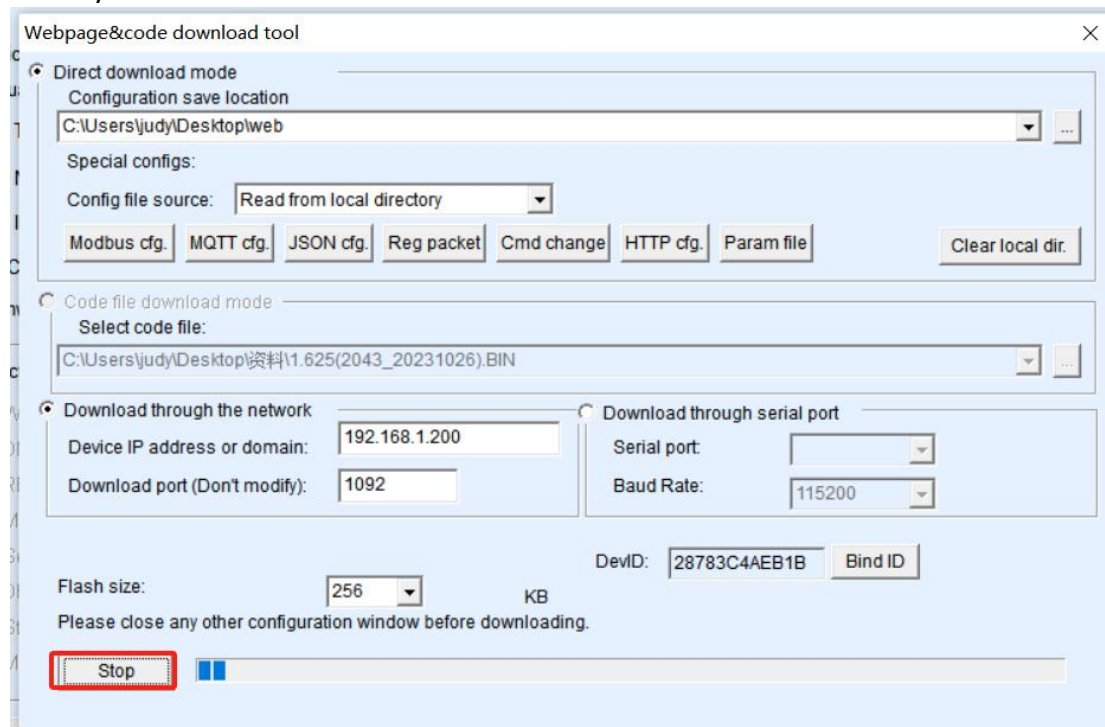 Webpage&code download tool
Direct download mode
Configuration save location
C:\Users\judy\Desktop\web
...
Special configs:
Config file source: Read from local directory
Modbus cfg. MQTT cfg. JSON cfg. Reg packet Cmd change HTTP cfg. Param file Clear local dir.
Code file download mode
Select code file:
C:\Users\judy\Desktop\资料\1.625(2043_20231026).BIN
...
Download through the network
Device IP address or domain: 192.168.1.200
Download port (Don't modify): 1092
Download through serial port
Serial port:
Baud Rate: 115200
DevID: 28783C4AEB1B Bind ID
Flash size: 256 KB
Please close any other configuration window before downloading.
Stop